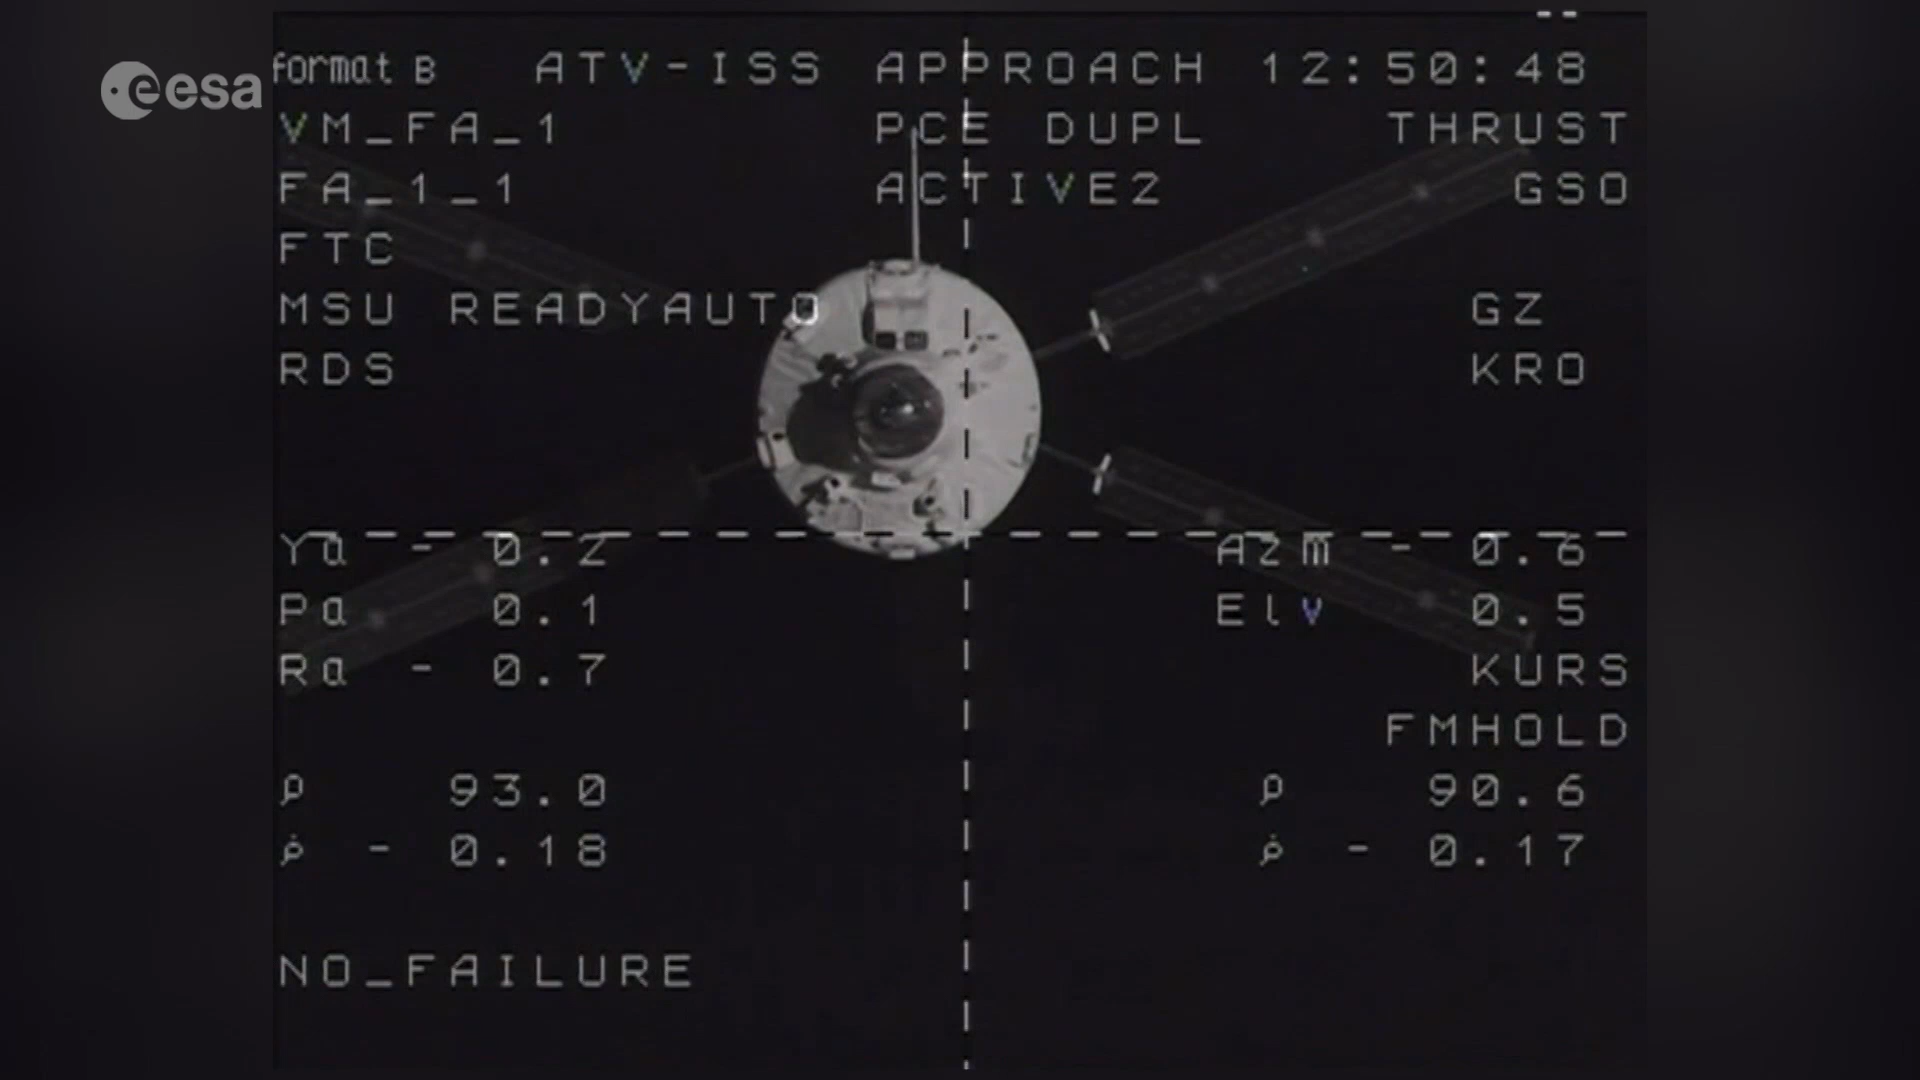 esa
format B ATV-ISS APPROACH 12:50:48
VM_FA_1 PCE DUPL THRUST
FA_1_1 ACTIVE2 GSO
FTC
MSU READYAUTO GZ
RDS KRO
Ya - 0.2 Azm - 0.6
Pa 0.1 Elv 0.5
Ra - 0.7 KURS
FMHOLD
ρ 93.0 ρ 90.6
ρ̇ - 0.18 ρ̇ - 0.17
NO_FAILURE